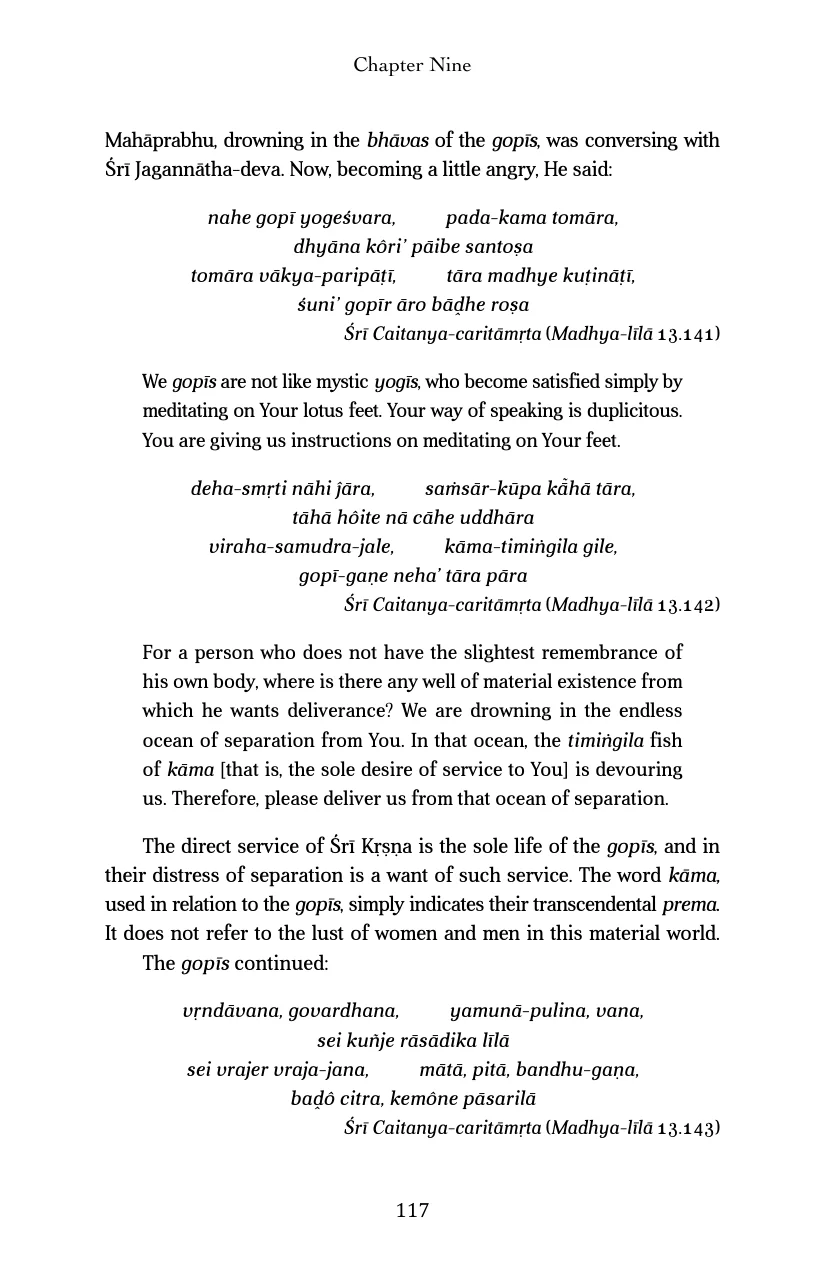 Chapter Nine
Mahāprabhu, drowning in the bhāvas of the gopīs, was conversing with
Śrī Jagannātha-deva. Now, becoming a little angry, He said:
nahe gopī yogeśvara, pada-kama tomāra,
dhyāna kôri’ pāibe santoṣa
tomāra vākya-paripāṭī, tāra madhye kuṭināṭī,
śuni’ gopīr āro bāḓhe roṣa
Śrī Caitanya-caritāmṛta (Madhya-līlā 13.141)
We gopīs are not like mystic yogīs, who become satisfied simply by
meditating on Your lotus feet. Your way of speaking is duplicitous.
You are giving us instructions on meditating on Your feet.
deha-smṛti nāhi ĵāra, saṁsār-kūpa kā̐hā tāra,
tāhā hôite nā cāhe uddhāra
viraha-samudra-jale, kāma-timiṅgila gile,
gopī-gaṇe neha’ tāra pāra
Śrī Caitanya-caritāmṛta (Madhya-līlā 13.142)
For a person who does not have the slightest remembrance of
his own body, where is there any well of material existence from
which he wants deliverance? We are drowning in the endless
ocean of separation from You. In that ocean, the timiṅgila fish
of kāma [that is, the sole desire of service to You] is devouring
us. Therefore, please deliver us from that ocean of separation.
The direct service of Śrī Kṛṣṇa is the sole life of the gopīs, and in
their distress of separation is a want of such service. The word kāma,
used in relation to the gopīs, simply indicates their transcendental prema.
It does not refer to the lust of women and men in this material world.
The gopīs continued:
vṛndāvana, govardhana, yamunā-pulina, vana,
sei kuñje rāsādika līlā
sei vrajer vraja-jana, mātā, pitā, bandhu-gaṇa,
baḓô citra, kemône pāsarilā
Śrī Caitanya-caritāmṛta (Madhya-līlā 13.143)
117